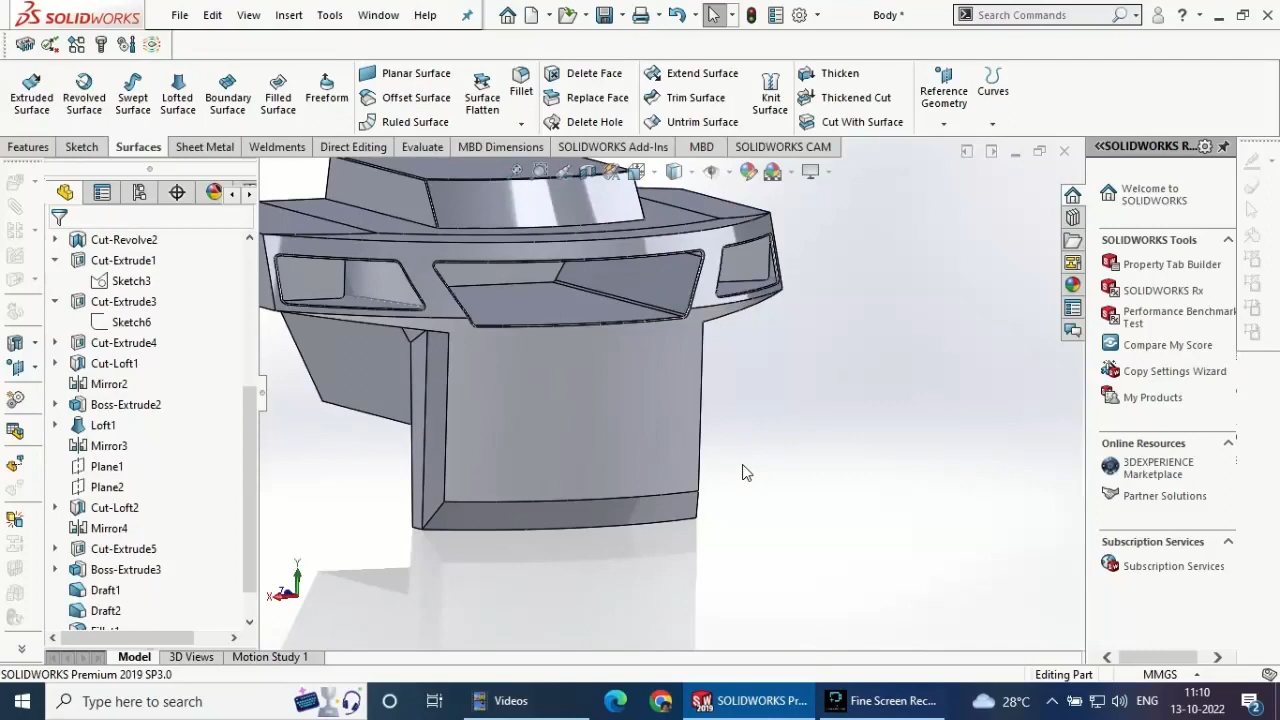 SOLIDWORKS File Edit View Insert Tools Window Help Body * Search Commands
Extruded Surface
Revolved Surface
Swept Surface
Lofted Surface
Boundary Surface
Filled Surface
Freeform
Planar Surface
Offset Surface
Ruled Surface
Surface Flatten
Fillet
Delete Face
Replace Face
Delete Hole
Extend Surface
Trim Surface
Untrim Surface
Knit Surface
Thicken
Thickened Cut
Cut With Surface
Reference Geometry
Curves
Features Sketch Surfaces Sheet Metal Weldments Direct Editing Evaluate MBD Dimensions SOLIDWORKS Add-Ins MBD SOLIDWORKS CAM
Cut-Revolve2
Cut-Extrude1
Sketch3
Cut-Extrude3
Sketch6
Cut-Extrude4
Cut-Loft1
Mirror2
Boss-Extrude2
Loft1
Mirror3
Plane1
Plane2
Cut-Loft2
Mirror4
Cut-Extrude5
Boss-Extrude3
Draft1
Draft2
Y
X
Z
SOLIDWORKS R...
Welcome to
SOLIDWORKS
SOLIDWORKS Tools
Property Tab Builder
SOLIDWORKS Rx
Performance Benchmark
Test
Compare My Score
Copy Settings Wizard
My Products
Online Resources
3DEXPERIENCE
Marketplace
Partner Solutions
Subscription Services
Subscription Services
Model 3D Views Motion Study 1
SOLIDWORKS Premium 2019 SP3.0 Editing Part MMGS
Type here to search Videos SOLIDWORKS Pr... Fine Screen Rec... 28°C ENG 11:10
13-10-2022 2